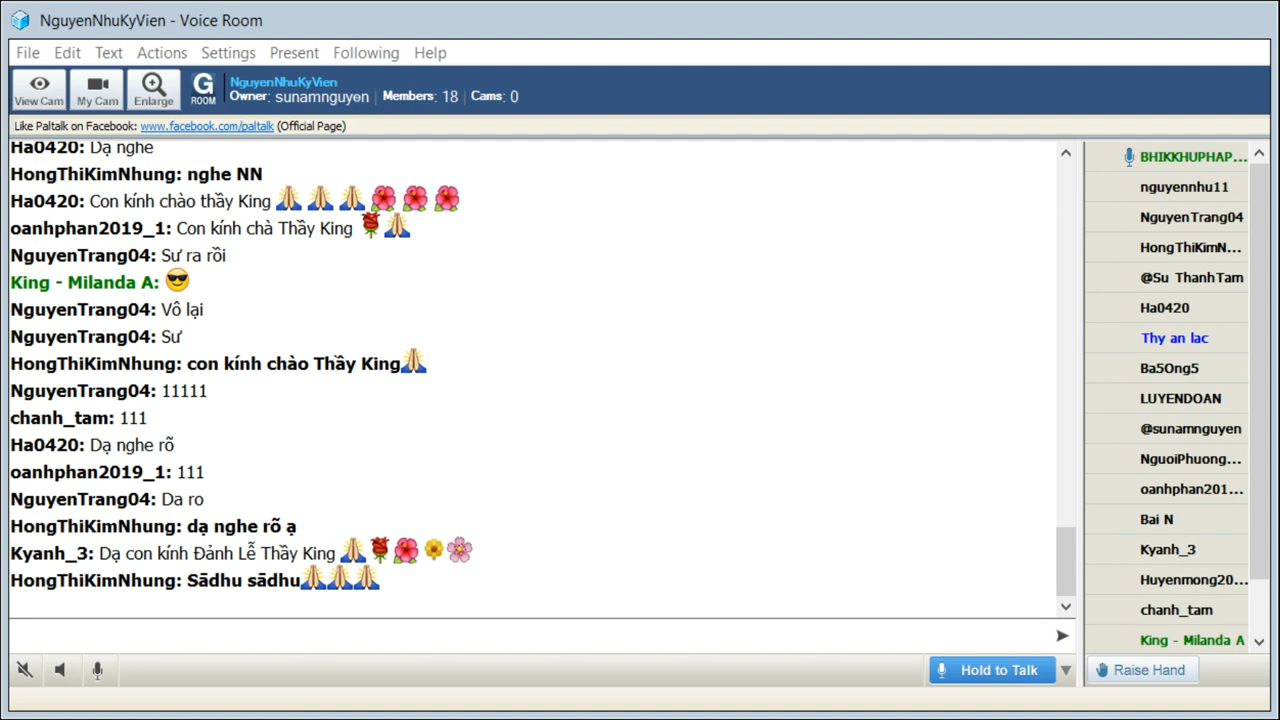 NguyenNhuKyVien - Voice Room
File Edit Text Actions Settings Present Following Help
View Cam
My Cam
Enlarge
G ROOM
NguyenNhuKyVien
Owner: sunamnguyen | Members: 18 | Cams: 0
Like Paltalk on Facebook: www.facebook.com/paltalk (Official Page)
Ha0420: Dạ nghe
HongThiKimNhung: nghe NN
Ha0420: Con kính chào thầy King 🙏 🙏 🙏🌺🌺🌺
oanhphan2019_1: Con kính chà Thầy King 🌹🙏
NguyenTrang04: Sư ra rồi
King - Milanda A: 😎
NguyenTrang04: Vô lại
NguyenTrang04: Sư
HongThiKimNhung: con kính chào Thầy King🙏
NguyenTrang04: 11111
chanh_tam: 111
Ha0420: Dạ nghe rõ
oanhphan2019_1: 111
NguyenTrang04: Da ro
HongThiKimNhung: dạ nghe rõ ạ
Kyanh_3: Dạ con kính Đảnh Lễ Thầy King 🙏🌹🌺🌼🌸
HongThiKimNhung: Sādhu sādhu🙏🙏🙏
BHIKKHUPHAP...
nguyennhu11
NguyenTrang04
HongThiKimN...
@Su ThanhTam
Ha0420
Thy an lac
Ba5Ong5
LUYENDOAN
@sunamnguyen
NguoiPhuong...
oanhphan201...
Bai N
Kyanh_3
Huyenmong20...
chanh_tam
King - Milanda A
Hold to Talk
Raise Hand